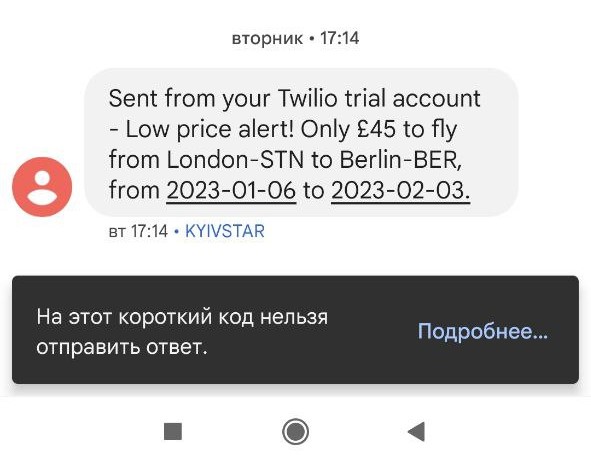 вторник • 17:14
Sent from your Twilio trial account
- Low price alert! Only £45 to fly
from London-STN to Berlin-BER,
from 2023-01-06 to 2023-02-03.
вт 17:14 • KYIVSTAR
На этот короткий код нельзя
отправить ответ.
Подробнее...